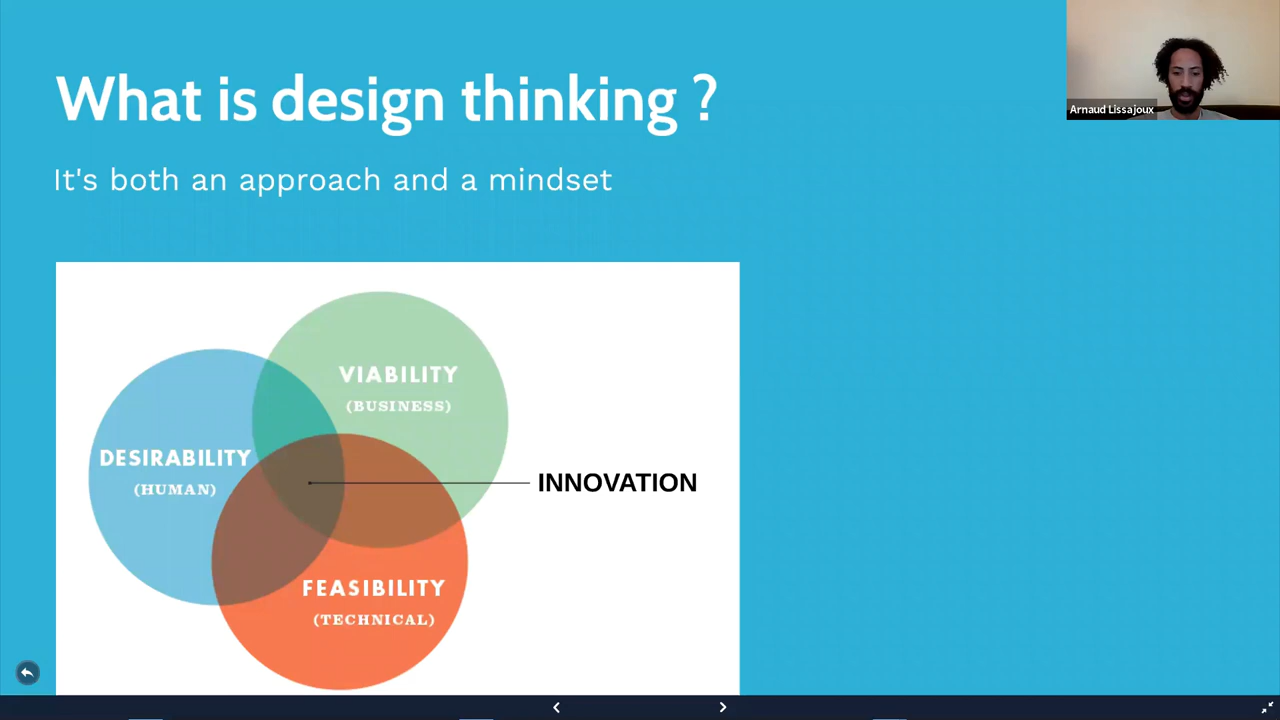 What is design thinking ?
It's both an approach and a mindset
Arnaud Lissajoux
VIABILITY
(BUSINESS)
DESIRABILITY
(HUMAN)
INNOVATION
FEASIBILITY
(TECHNICAL)